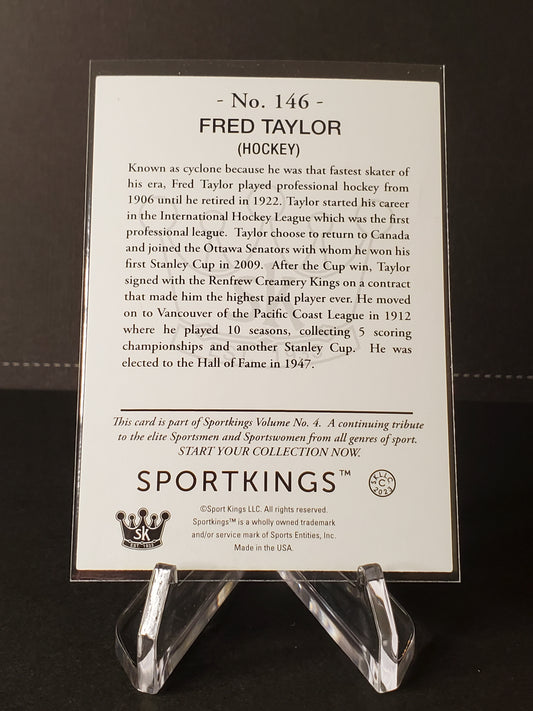 - No. 146 -
FRED TAYLOR
(HOCKEY)
Known as cyclone because he was that fastest skater of
his era, Fred Taylor played professional hockey from
1906 until he retired in 1922. Taylor started his career
in the International Hockey League which was the first
professional league. Taylor choose to return to Canada
and joined the Ottawa Senators with whom he won his
first Stanley Cup in 2009. After the Cup win, Taylor
signed with the Renfrew Creamery Kings on a contract
that made him the highest paid player ever. He moved
on to Vancouver of the Pacific Coast League in 1912
where he played 10 seasons, collecting 5 scoring
championships and another Stanley Cup. He was
elected to the Hall of Fame in 1947.
This card is part of Sportkings Volume No. 4. A continuing tribute
to the elite Sportsmen and Sportswomen from all genres of sport.
START YOUR COLLECTION NOW.
SPORTKINGS™
SKLLC
C
2023
©Sport Kings LLC. All rights reserved.
Sportkings™ is a wholly owned trademark
and/or service mark of Sports Entities, Inc.
Made in the USA.
SK